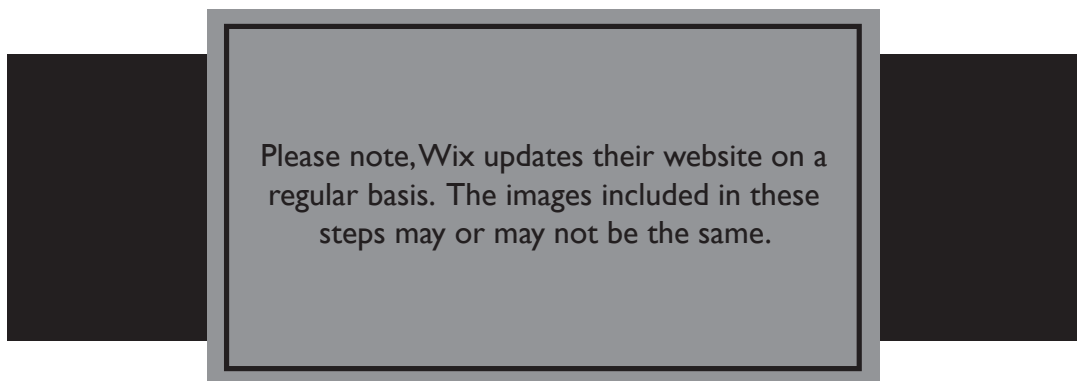 Please note, Wix updates their website on a
regular basis. The images included in these
steps may or may not be the same.